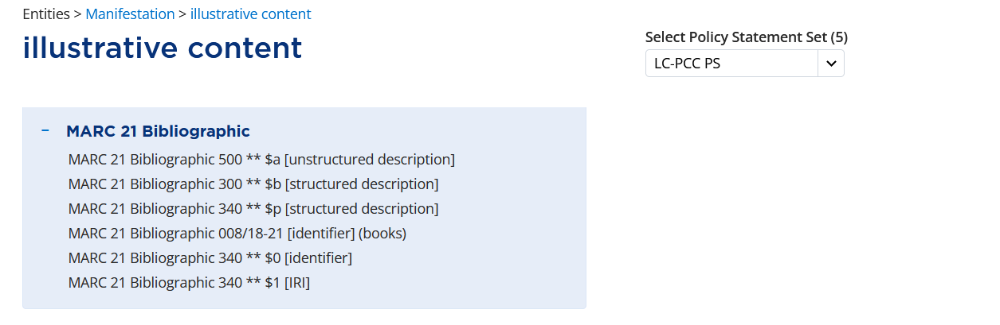 Entities > Manifestation > illustrative content
illustrative content
Select Policy Statement Set (5)
LC-PCC PS
− MARC 21 Bibliographic
MARC 21 Bibliographic 500 ** $a [unstructured description]
MARC 21 Bibliographic 300 ** $b [structured description]
MARC 21 Bibliographic 340 ** $p [structured description]
MARC 21 Bibliographic 008/18-21 [identifier] (books)
MARC 21 Bibliographic 340 ** $0 [identifier]
MARC 21 Bibliographic 340 ** $1 [IRI]